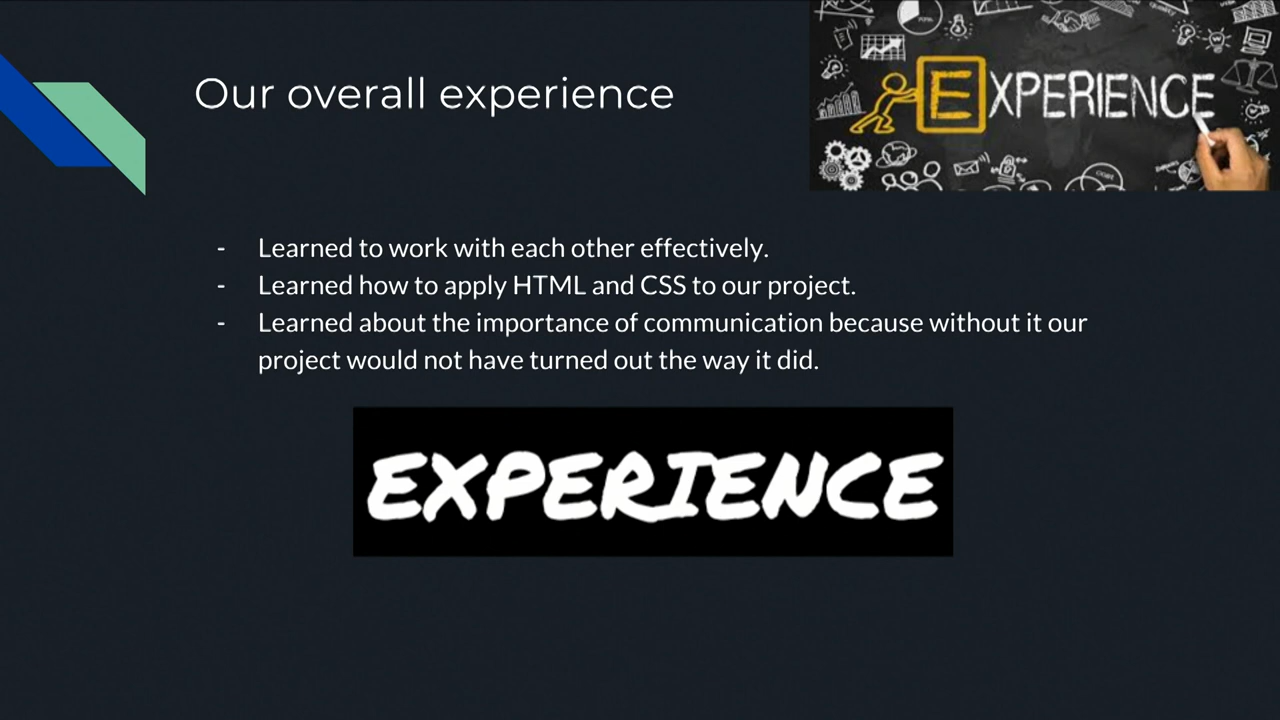 Our overall experience
EXPERIENCE
- Learned to work with each other effectively.
- Learned how to apply HTML and CSS to our project.
- Learned about the importance of communication because without it our
project would not have turned out the way it did.
EXPERIENCE